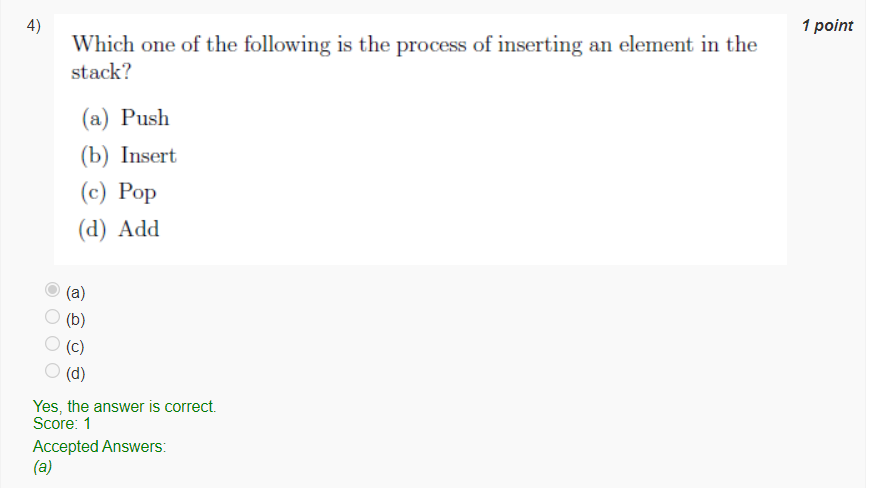 4)
1 point
Which one of the following is the process of inserting an element in the
stack?
(a) Push
(b) Insert
(c) Pop
(d) Add
(a)
(b)
(c)
(d)
Yes, the answer is correct.
Score: 1
Accepted Answers:
(a)